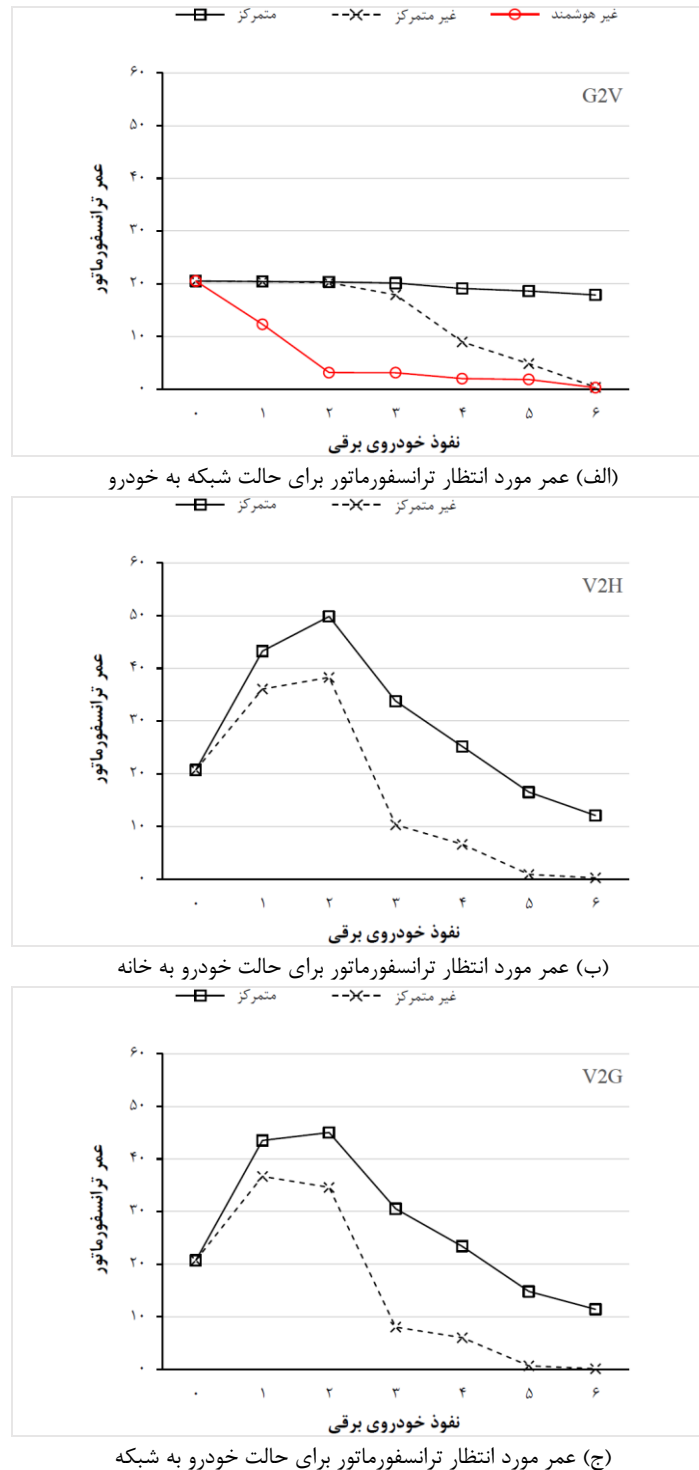 متمرکز غیر متمرکز غیر هوشمند
G2V
۶۰
۵۰
۴۰
۳۰
۲۰
۱۰
۰
عمر ترانسفورماتور
۰ ۱ ۲ ۳ ۴ ۵ ۶
نفوذ خودروی برقی
(الف) عمر مورد انتظار ترانسفورماتور برای حالت شبکه به خودرو
متمرکز غیر متمرکز
V2H
۶۰
۵۰
۴۰
۳۰
۲۰
۱۰
۰
عمر ترانسفورماتور
۰ ۱ ۲ ۳ ۴ ۵ ۶
نفوذ خودروی برقی
(ب) عمر مورد انتظار ترانسفورماتور برای حالت خودرو به خانه
متمرکز غیر متمرکز
V2G
۶۰
۵۰
۴۰
۳۰
۲۰
۱۰
۰
عمر ترانسفورماتور
۰ ۱ ۲ ۳ ۴ ۵ ۶
نفوذ خودروی برقی
(ج) عمر مورد انتظار ترانسفورماتور برای حالت خودرو به شبکه